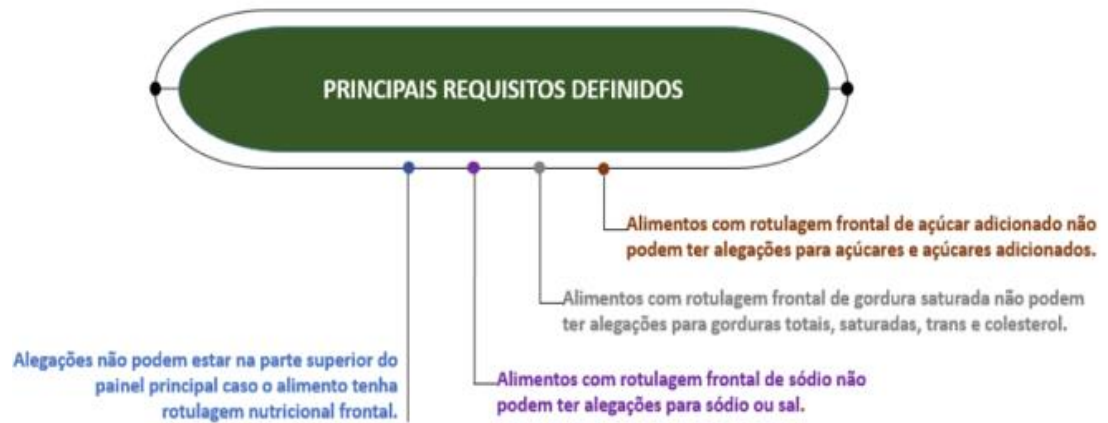 PRINCIPAIS REQUISITOS DEFINIDOS
Alimentos com rotulagem frontal de açúcar adicionado não
podem ter alegações para açúcares e açúcares adicionados.
Alimentos com rotulagem frontal de gordura saturada não podem
ter alegações para gorduras totais, saturadas, trans e colesterol.
Alegações não podem estar na parte superior do
painel principal caso o alimento tenha
rotulagem nutricional frontal.
Alimentos com rotulagem frontal de sódio não
podem ter alegações para sódio ou sal.